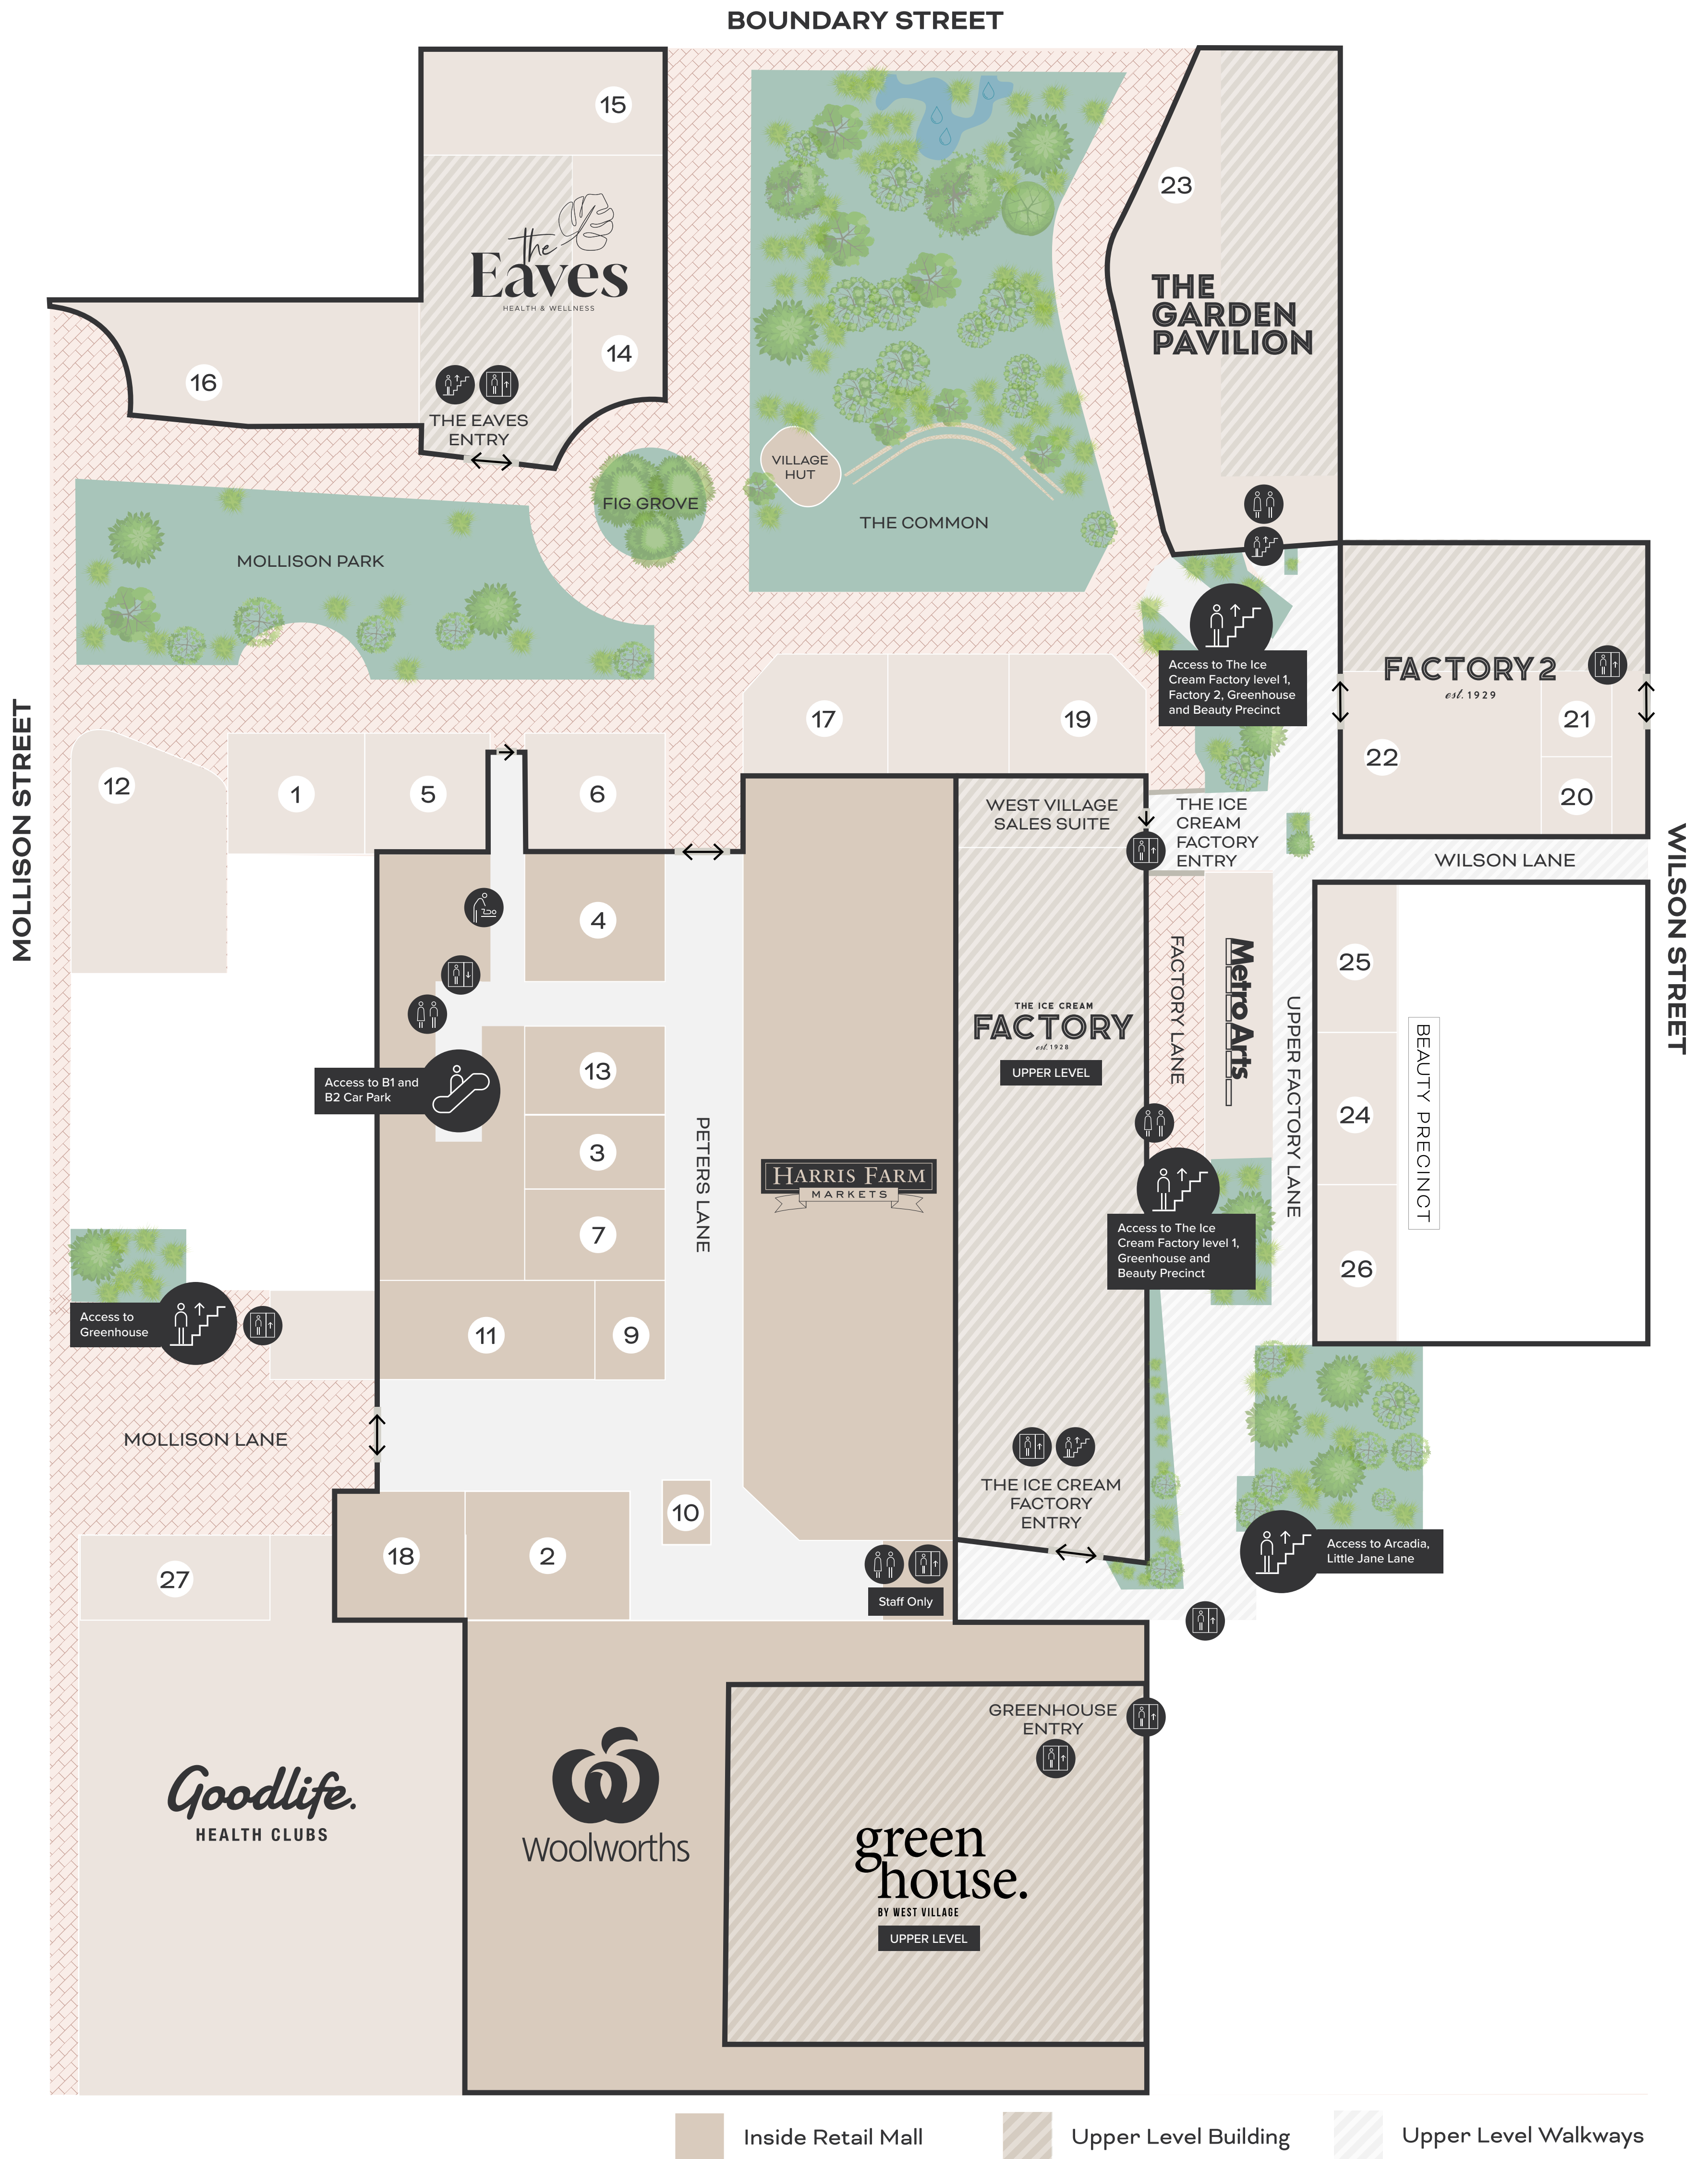 BOUNDARY STREET
15
the
Eaves
HEALTH & WELLNESS
14
16
THE EAVES
ENTRY
23
THE
GARDEN
PAVILION
VILLAGE
HUT
FIG GROVE
THE COMMON
MOLLISON PARK
Access to The Ice
Cream Factory level 1,
Factory 2, Greenhouse
and Beauty Precinct
FACTORY 2
est. 1929
21
22
20
17
19
MOLLISON STREET
12
1
5
6
WEST VILLAGE
SALES SUITE
THE ICE
CREAM
FACTORY
ENTRY
WILSON LANE
WILSON STREET
4
13
3
7
11
9
Access to B1 and
B2 Car Park
PETERS LANE
HARRIS FARM
MARKETS
THE ICE CREAM
FACTORY
est. 1928
UPPER LEVEL
FACTORY LANE
Metro Arts
UPPER FACTORY LANE
25
24
26
BEAUTY PRECINCT
Access to The Ice
Cream Factory level 1,
Greenhouse and
Beauty Precinct
Access to
Greenhouse
MOLLISON LANE
THE ICE CREAM
FACTORY
ENTRY
10
18
2
27
Staff Only
Access to Arcadia,
Little Jane Lane
GREENHOUSE
ENTRY
Goodlife.
HEALTH CLUBS
Woolworths
green
house.
BY WEST VILLAGE
UPPER LEVEL
Inside Retail Mall
Upper Level Building
Upper Level Walkways